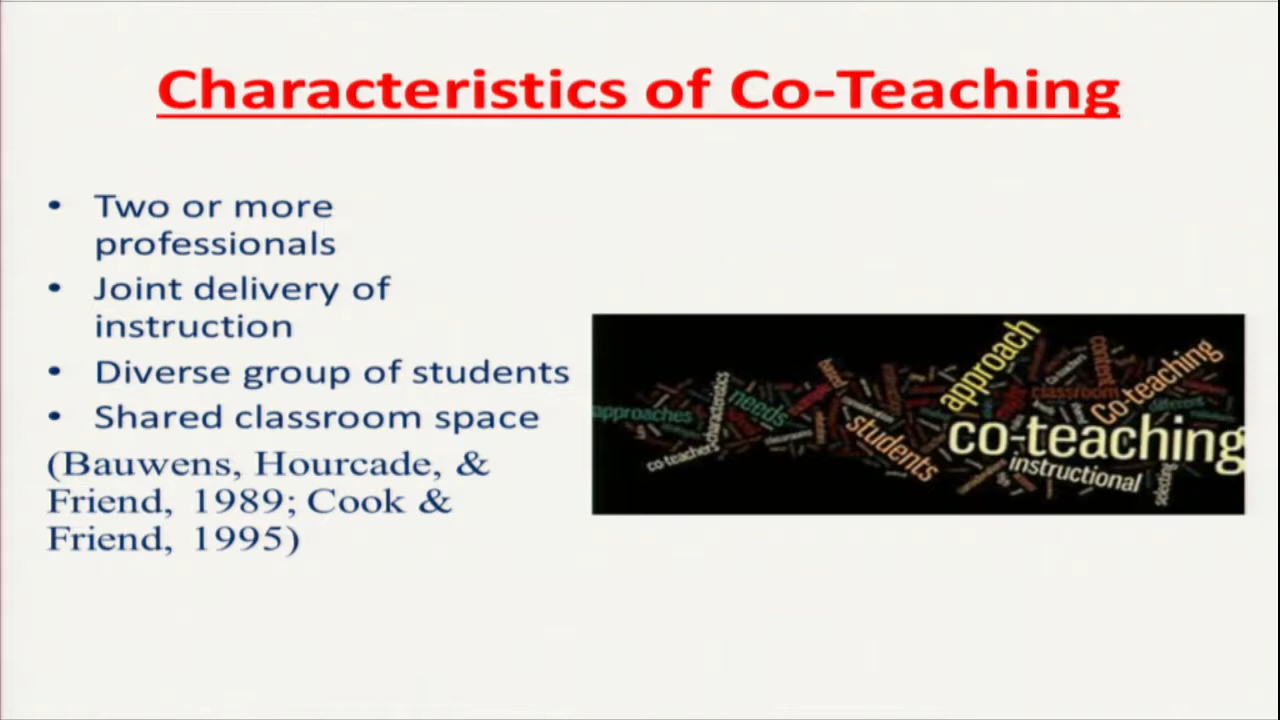 Characteristics of Co-Teaching
• Two or more
professionals
• Joint delivery of
instruction
• Diverse group of students
• Shared classroom space
(Bauwens, Hourcade, &
Friend, 1989; Cook &
Friend, 1995)
approach
content
Co-teaching
classroom
characteristics
needs
approaches
students
co-teaching
different
co-teachers
instructional
selecting